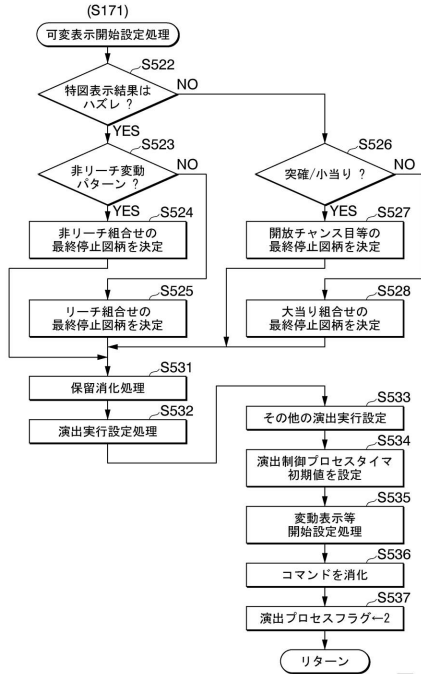 (S171)
可変表示開始設定処理
S522
特図表示結果は
ハズレ ?
NO
YES
S523
非リーチ変動
パターン ?
NO
YES
S524
非リーチ組合せの
最終停止図柄を決定
S525
リーチ組合せの
最終停止図柄を決定
S526
突確/小当り ?
NO
YES
S527
開放チャンス目等の
最終停止図柄を決定
S528
大当り組合せの
最終停止図柄を決定
S531
保留消化処理
S532
演出実行設定処理
S533
その他の演出実行設定
S534
演出制御プロセスタイマ
初期値を設定
S535
変動表示等
開始設定処理
S536
コマンドを消化
S537
演出プロセスフラグ←2
リターン